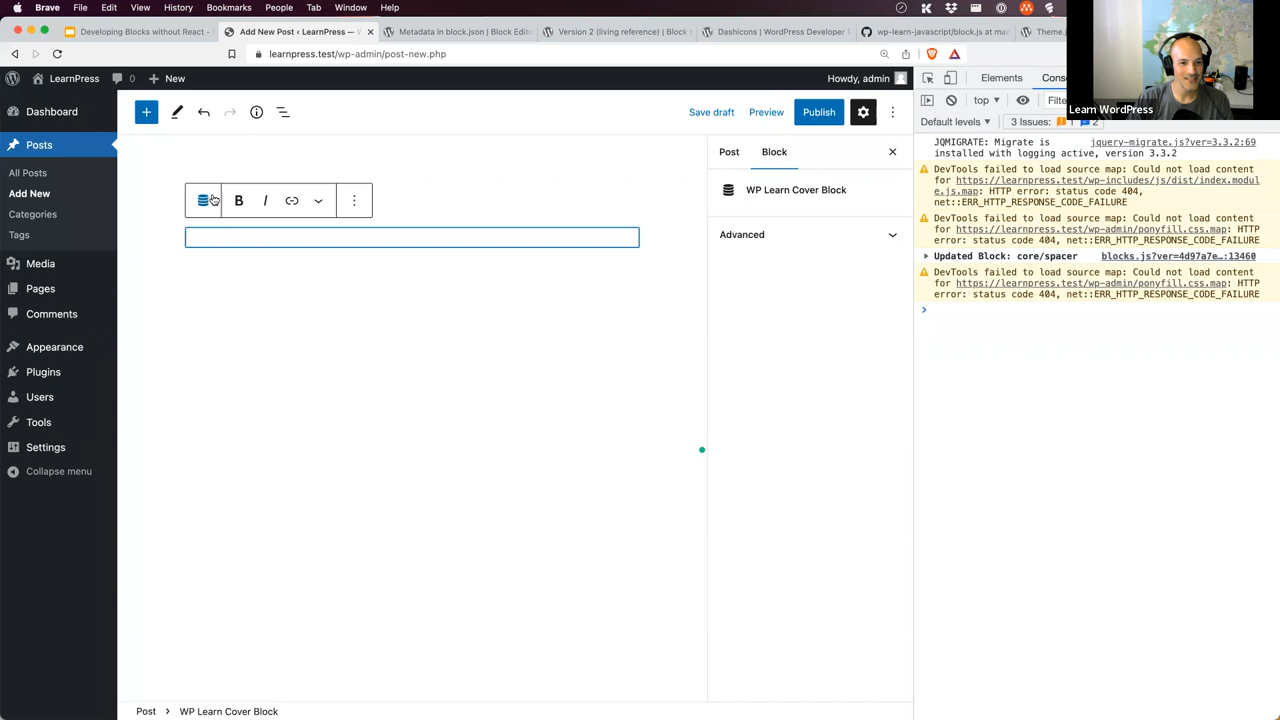 Brave File Edit View History Bookmarks People Tab Window Help
Developing Blocks without React -
Add New Post ‹ LearnPress — W
Metadata in block.json | Block Edit
Version 2 (living reference) | Block
Dashicons | WordPress Developer
wp-learn-javascript/block.js at ma
Theme.j
learnpress.test/wp-admin/post-new.php
LearnPress 0 New
Howdy, admin
Learn WordPress
Dashboard
Posts
All Posts
Add New
Categories
Tags
Media
Pages
Comments
Appearance
Plugins
Users
Tools
Settings
Collapse menu
Save draft Preview Publish
B I
Post Block
WP Learn Cover Block
Advanced
Post WP Learn Cover Block
Elements Conso
top Filte
Default levels 3 Issues: 1 2
JQMIGRATE: Migrate is jquery-migrate.js?ver=3.3.2:69
installed with logging active, version 3.3.2
DevTools failed to load source map: Could not load content
for https://learnpress.test/wp-includes/js/dist/index.modul
e.js.map: HTTP error: status code 404,
net::ERR_HTTP_RESPONSE_CODE_FAILURE
DevTools failed to load source map: Could not load content
for https://learnpress.test/wp-admin/ponyfill.css.map: HTTP
error: status code 404, net::ERR_HTTP_RESPONSE_CODE_FAILURE
Updated Block: core/spacer blocks.js?ver=4d97a7e…:13460
DevTools failed to load source map: Could not load content
for https://learnpress.test/wp-admin/ponyfill.css.map: HTTP
error: status code 404, net::ERR_HTTP_RESPONSE_CODE_FAILURE